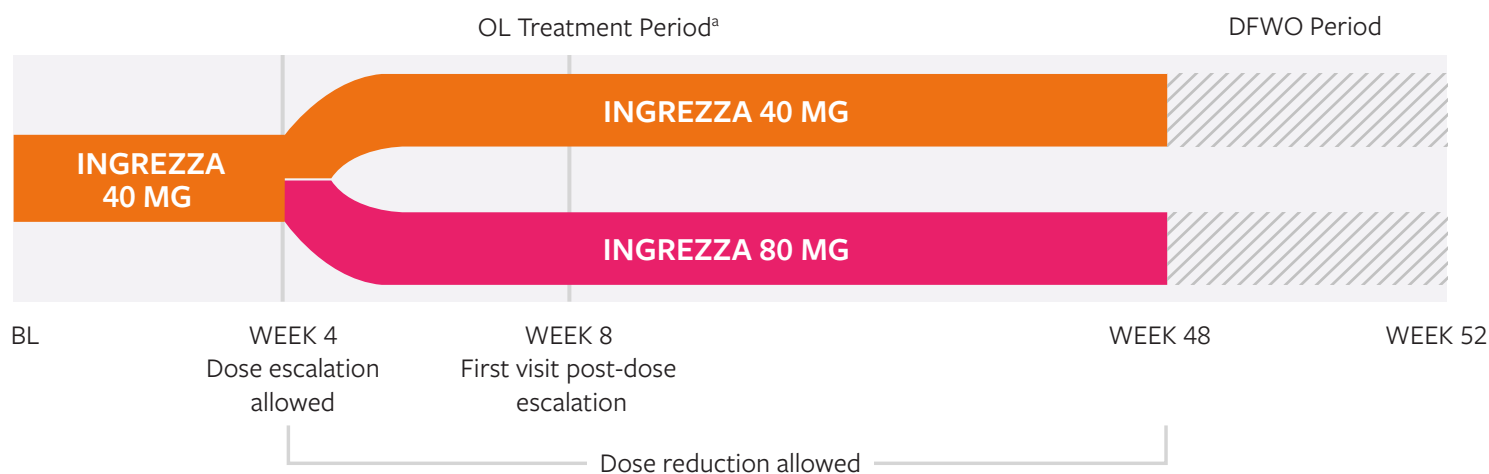 OL Treatment Periodᵃ
DFWO Period
INGREZZA
40 MG
INGREZZA 40 MG
INGREZZA 80 MG
BL
WEEK 4
Dose escalation
allowed
WEEK 8
First visit post-dose
escalation
WEEK 48
WEEK 52
Dose reduction allowed